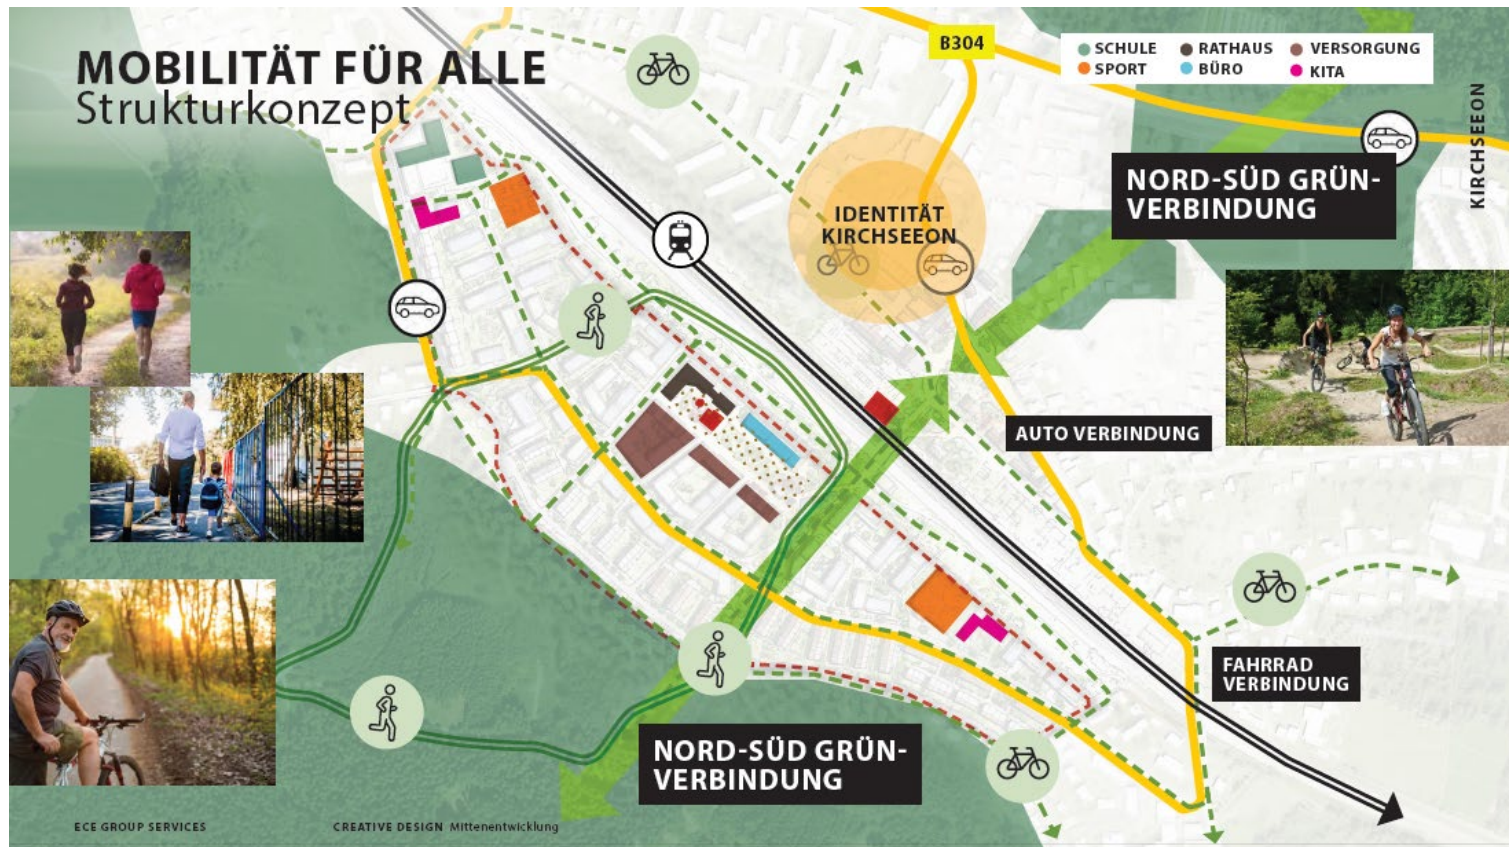 MOBILITÄT FÜR ALLE
Strukturkonzept
B304
SCHULE
RATHAUS
VERSORGUNG
SPORT
BÜRO
KITA
KIRCHSEEON
NORD-SÜD GRÜN-
VERBINDUNG
IDENTITÄT
KIRCHSEEON
AUTO VERBINDUNG
FAHRRAD
VERBINDUNG
NORD-SÜD GRÜN-
VERBINDUNG
ECE GROUP SERVICES
CREATIVE DESIGN Mittenentwicklung